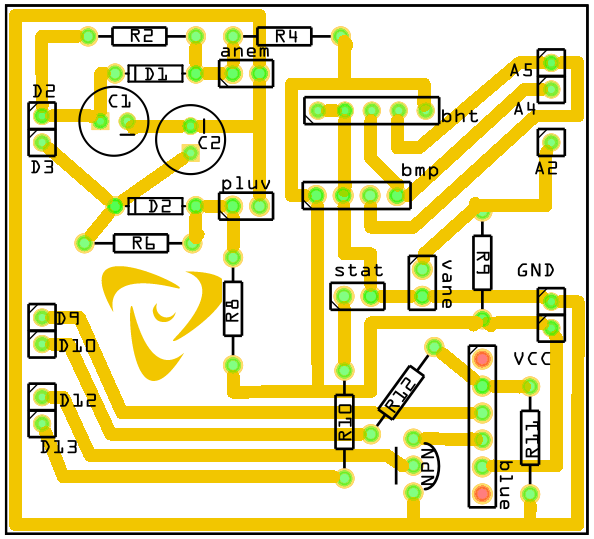 R2
R4
anem
A5
D1
D2
C1
A4
bht
C2
D3
A2
bmp
pluv
D2
R6
R9
stat
vane
GND
R8
D9
D10
VCC
R12
D12
R10
R11
D13
NPN
blue